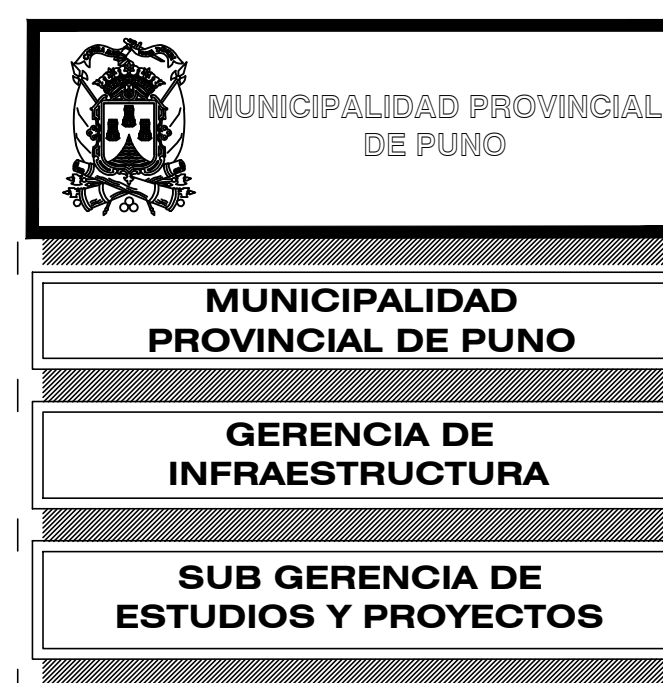 MUNICIPALIDAD PROVINCIAL
DE PUNO
MUNICIPALIDAD
PROVINCIAL DE PUNO
GERENCIA DE
INFRAESTRUCTURA
SUB GERENCIA DE
ESTUDIOS Y PROYECTOS